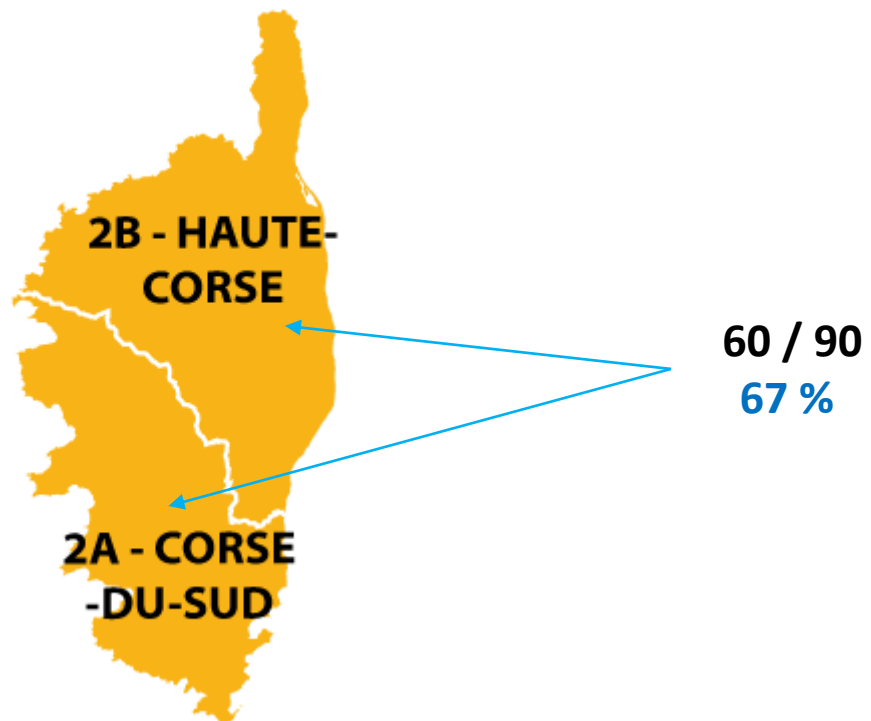 2B - HAUTE-
CORSE
60 / 90
67 %
2A - CORSE
-DU-SUD